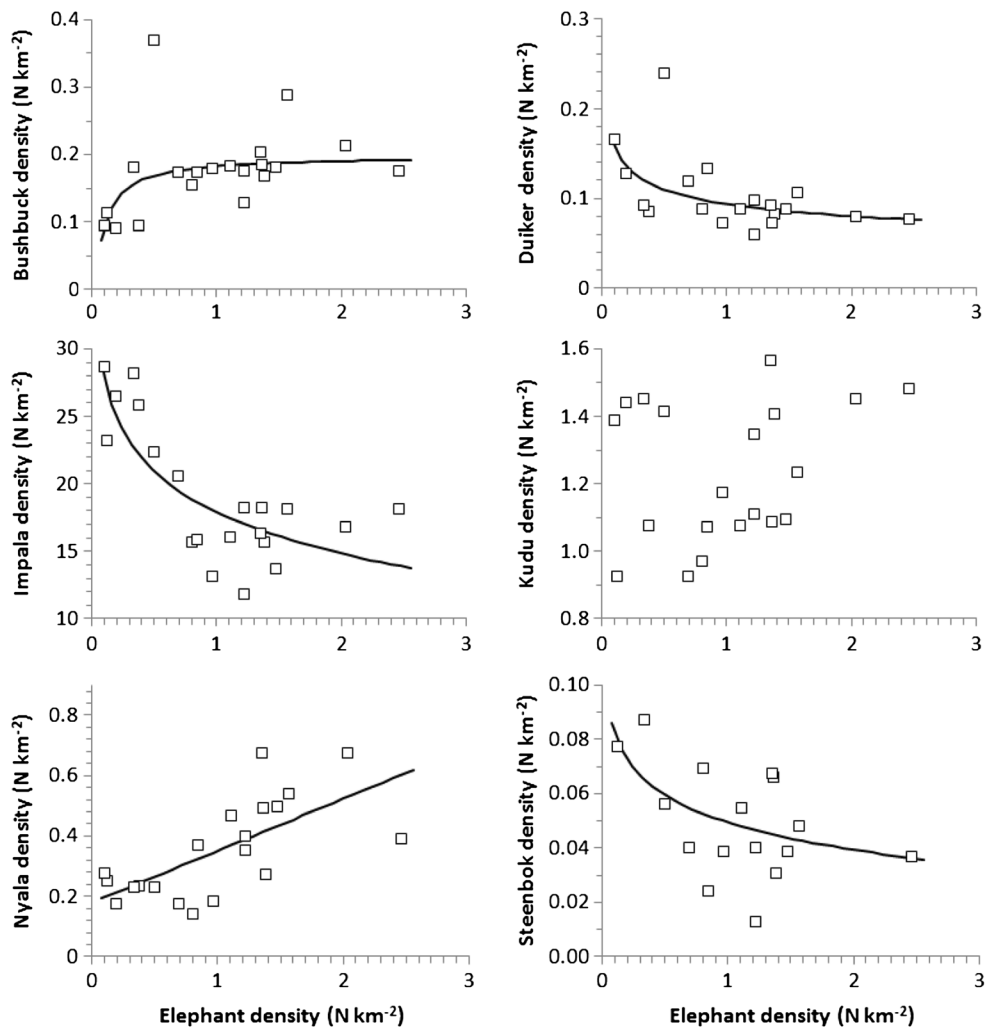 Bushbuck density (N km-2)
0.4
0.3
0.2
0.1
0
0 1 2 3
Duiker density (N km-2)
0.3
0.2
0.1
0
0 1 2 3
Impala density (N km-2)
30
25
20
15
10
0 1 2 3
Kudu density (N km-2)
1.6
1.4
1.2
1.0
0.8
0 1 2 3
Nyala density (N km-2)
0.8
0.6
0.4
0.2
0
0 1 2 3
Elephant density (N km-2)
Steenbok density (N km-2)
0.10
0.08
0.06
0.04
0.02
0.00
0 1 2 3
Elephant density (N km-2)